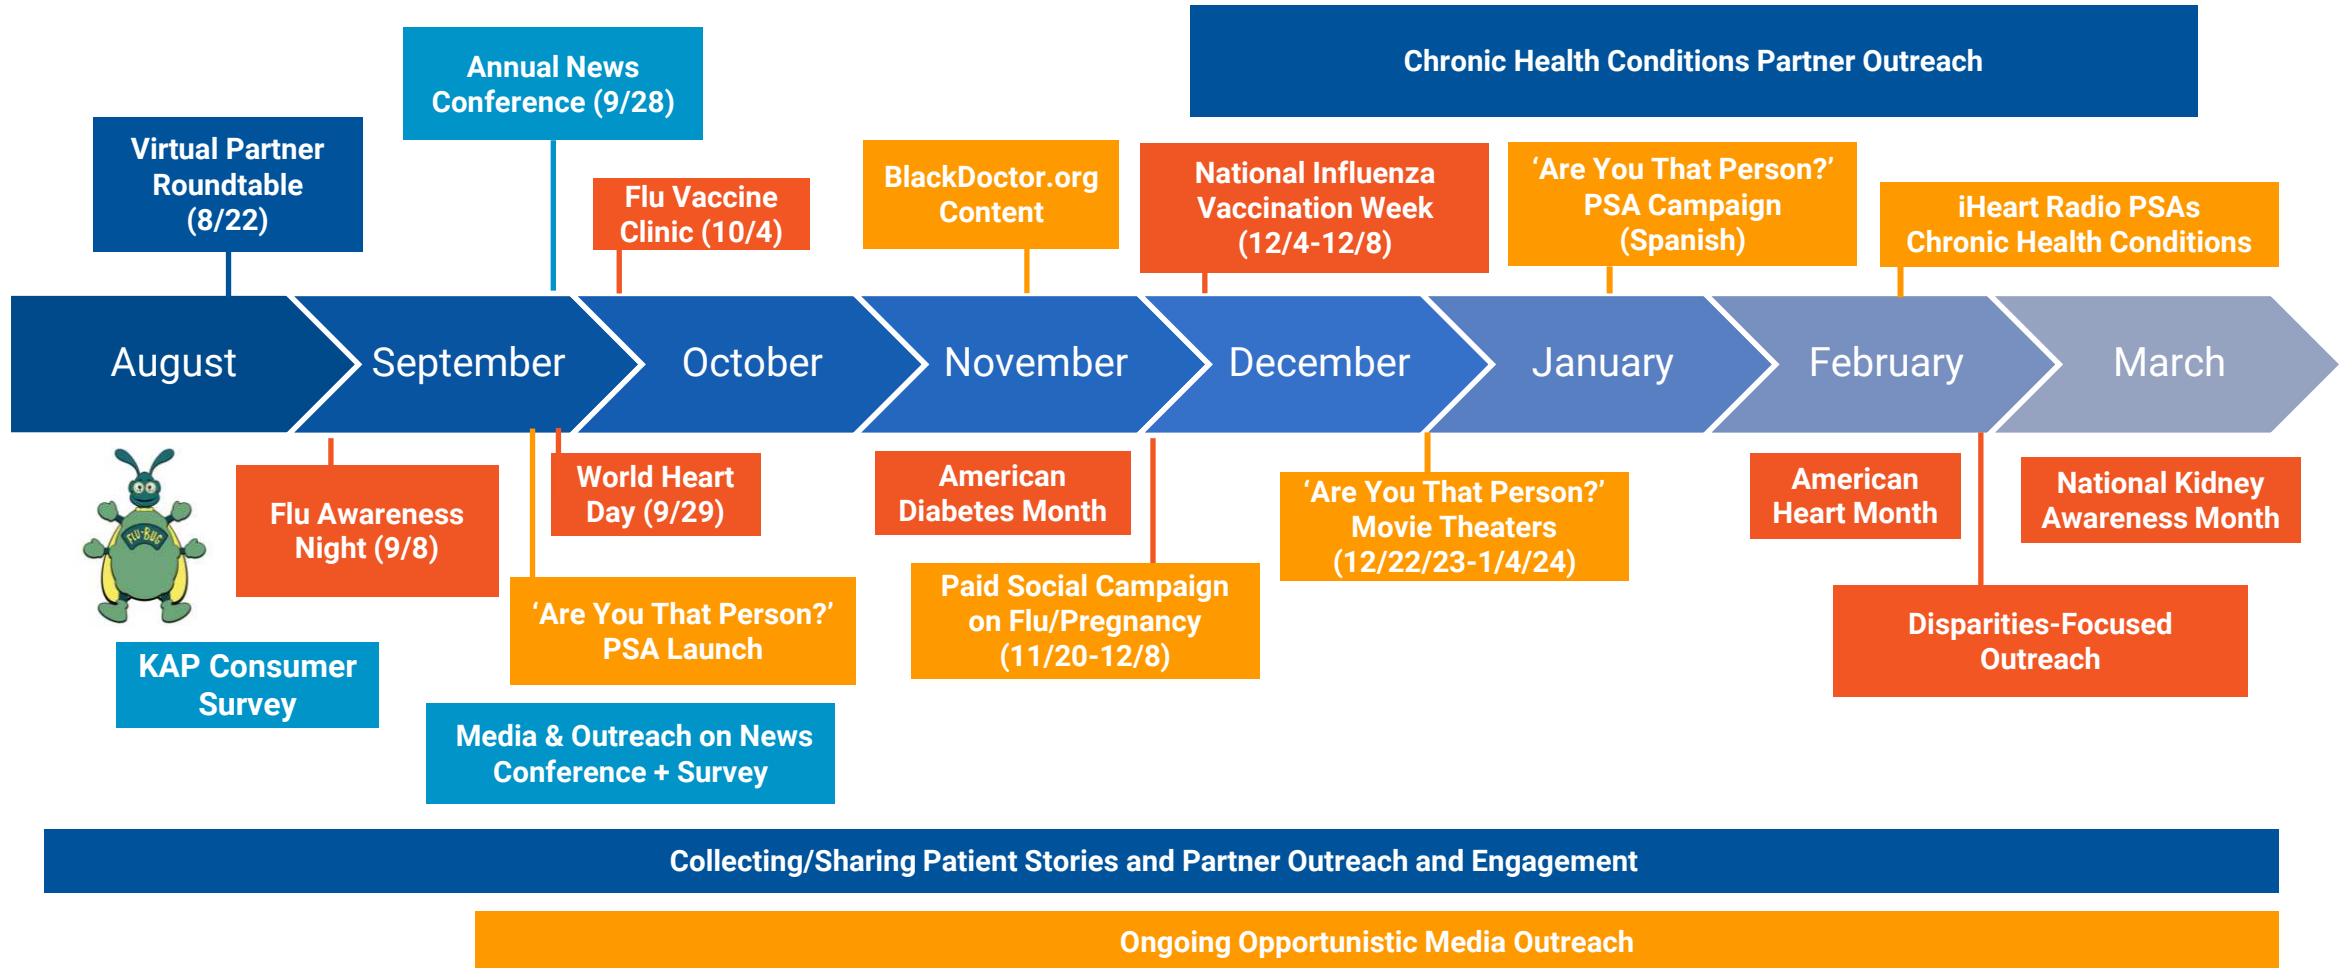 Chronic Health Conditions Partner Outreach
Annual News
Conference (9/28)
Virtual Partner
Roundtable
(8/22)
Flu Vaccine
Clinic (10/4)
BlackDoctor.org
Content
National Influenza
Vaccination Week
(12/4-12/8)
‘Are You That Person?’
PSA Campaign
(Spanish)
iHeart Radio PSAs
Chronic Health Conditions
August
September
October
November
December
January
February
March
FLU-BUG
Flu Awareness
Night (9/8)
World Heart
Day (9/29)
American
Diabetes Month
‘Are You That Person?’
Movie Theaters
(12/22/23-1/4/24)
American
Heart Month
National Kidney
Awareness Month
‘Are You That Person?’
PSA Launch
Paid Social Campaign
on Flu/Pregnancy
(11/20-12/8)
Disparities-Focused
Outreach
KAP Consumer
Survey
Media & Outreach on News
Conference + Survey
Collecting/Sharing Patient Stories and Partner Outreach and Engagement
Ongoing Opportunistic Media Outreach